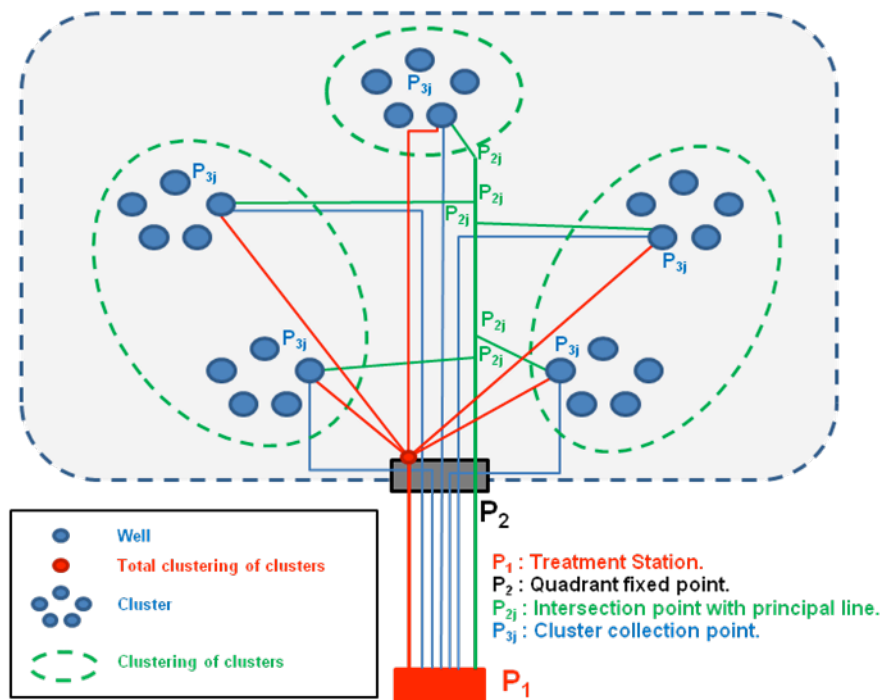 P3j
P2j
P3j
P2j
P2j
P3j
P2j
P3j
P3j
P2j
P2
Well
Total clustering of clusters
Cluster
Clustering of clusters
P1 : Treatment Station.
P2 : Quadrant fixed point.
P2j : Intersection point with principal line.
P3j : Cluster collection point.
P1